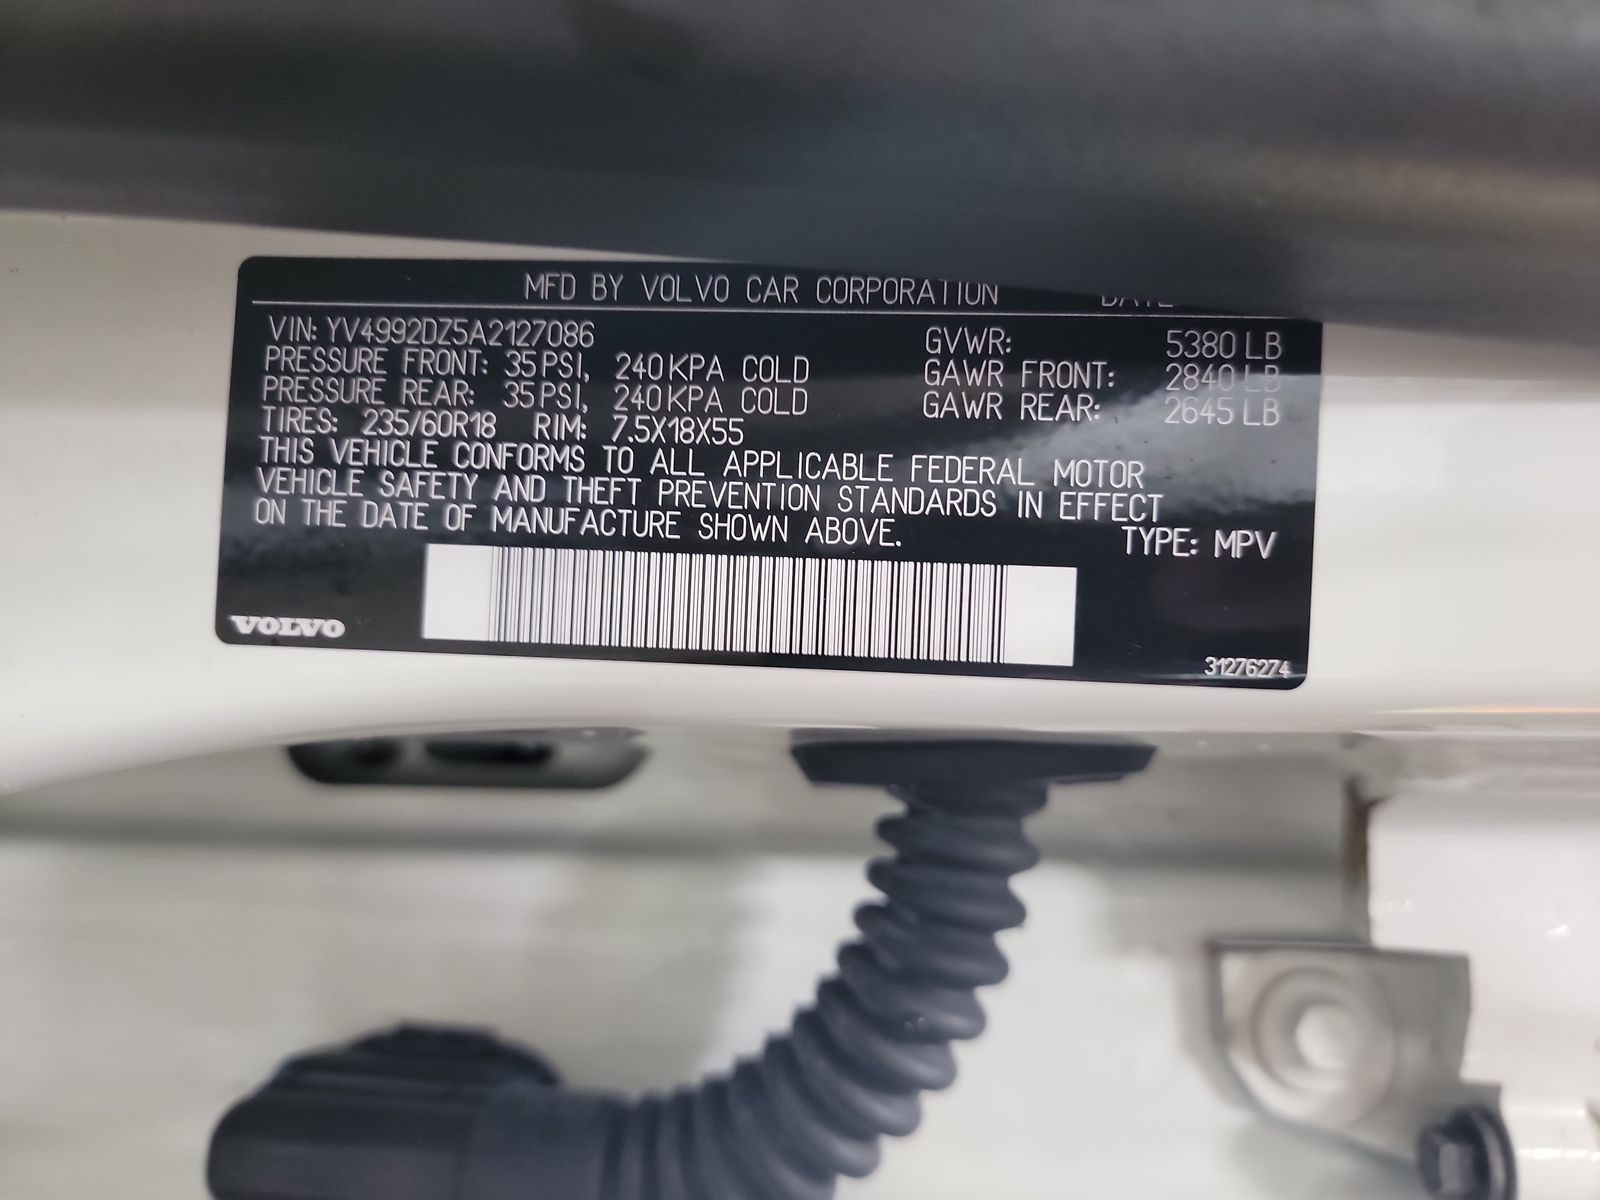 MFD BY VOLVO CAR CORPORATION DATE
VIN: YV4992DZ5A2127086 GVWR: 5380 LB
PRESSURE FRONT: 35 PSI, 240 KPA COLD GAWR FRONT: 2840 LB
PRESSURE REAR: 35 PSI, 240 KPA COLD GAWR REAR: 2645 LB
TIRES: 235/60R18 RIM: 7.5X18X55
THIS VEHICLE CONFORMS TO ALL APPLICABLE FEDERAL MOTOR
VEHICLE SAFETY AND THEFT PREVENTION STANDARDS IN EFFECT
ON THE DATE OF MANUFACTURE SHOWN ABOVE.
TYPE: MPV
VOLVO
31276274